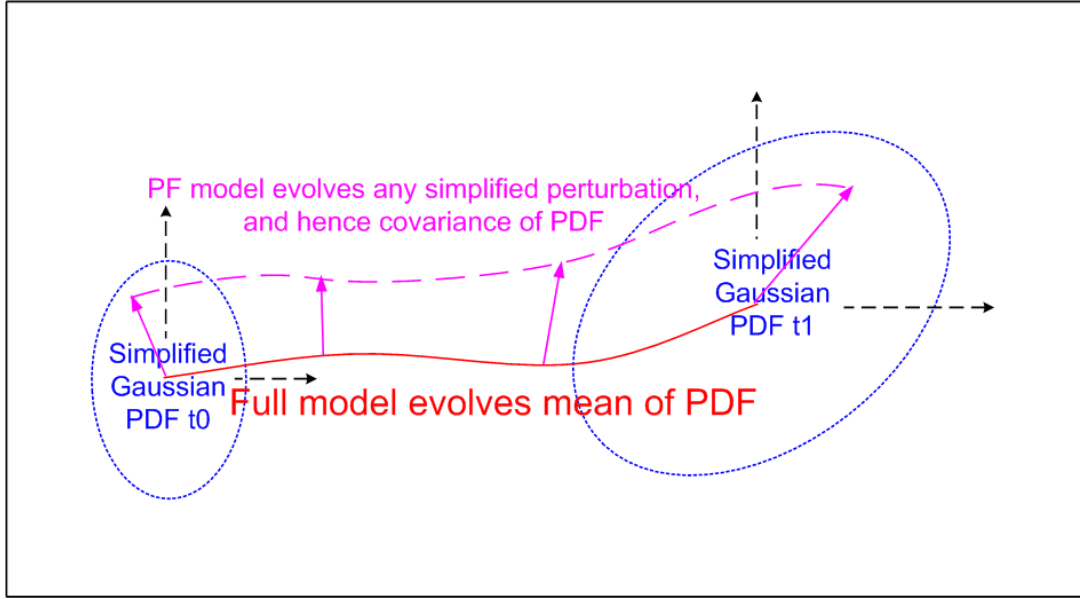 PF model evolves any simplified perturbation,
and hence covariance of PDF
Simplified
Gaussian
PDF t1
Simplified
Gaussian
PDF t0
Full model evolves mean of PDF